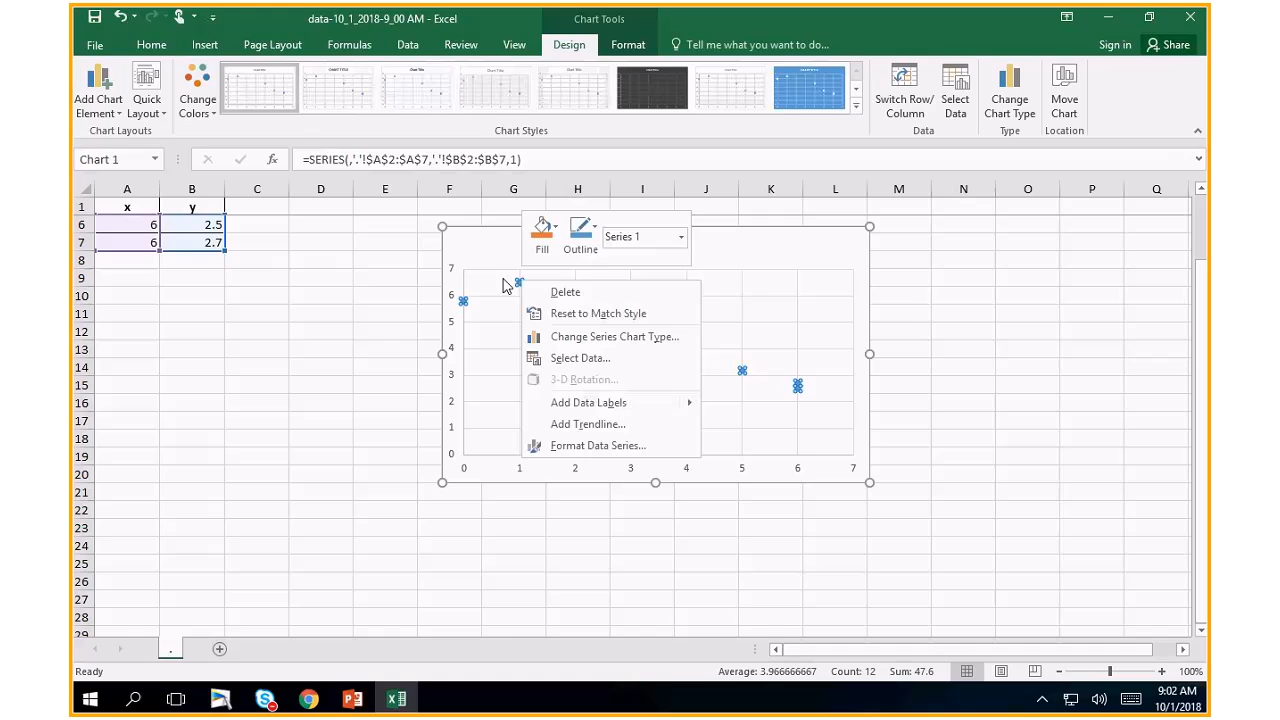 data-10_1_2018-9_00 AM - Excel
Chart Tools
File
Home
Insert
Page Layout
Formulas
Data
Review
View
Design
Format
Tell me what you want to do...
Sign in
Share
Add Chart
Element
Quick
Layout
Change
Colors
Switch Row/
Column
Select
Data
Change
Chart Type
Move
Chart
Chart Layouts
Chart Styles
Data
Type
Location
Chart 1
fx
=SERIES(,'.'!$A$2:$A$7,'.'!$B$2:$B$7,1)
A B C D E F G H I J K L M N O P Q
1 x y
6 6 2.5
7 6 2.7
8
9
10
11
12
13
14
15
16
17
18
19
20
21
22
23
24
25
26
27
28
29
Fill
Outline
Series 1
Delete
Reset to Match Style
Change Series Chart Type...
Select Data...
3-D Rotation...
Add Data Labels
Add Trendline...
Format Data Series...
7
6
5
4
3
2
1
0
0 1 2 3 4 5 6 7
.
Ready
Average: 3.966666667
Count: 12
Sum: 47.6
100%
9:02 AM
10/1/2018